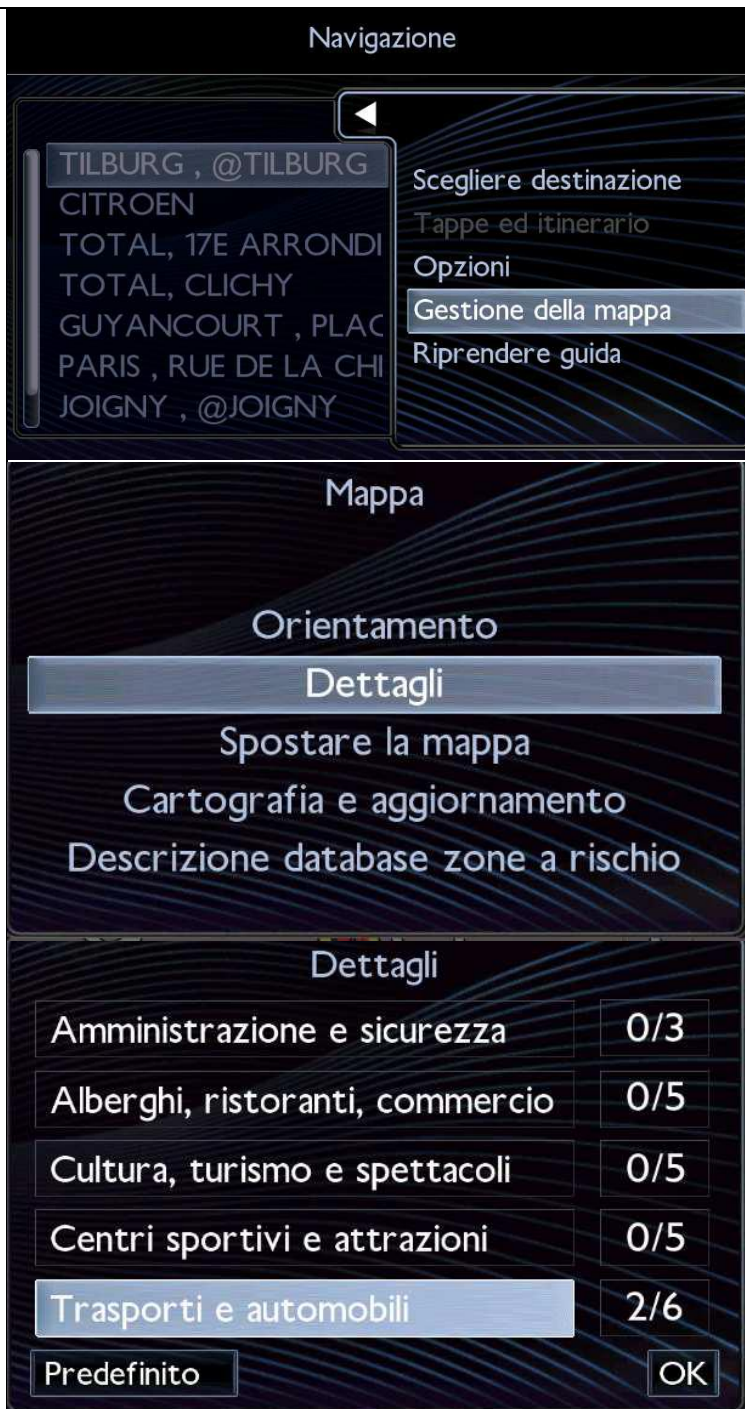 Navigazione
TILBURG , @TILBURG
CITROEN
TOTAL, 17E ARRONDI
TOTAL, CLICHY
GUYANCOURT , PLAC
PARIS , RUE DE LA CHI
JOIGNY , @JOIGNY
Scegliere destinazione
Tappe ed itinerario
Opzioni
Gestione della mappa
Riprendere guida
Mappa
Orientamento
Dettagli
Spostare la mappa
Cartografia e aggiornamento
Descrizione database zone a rischio
Dettagli
Amministrazione e sicurezza 0/3
Alberghi, ristoranti, commercio 0/5
Cultura, turismo e spettacoli 0/5
Centri sportivi e attrazioni 0/5
Trasporti e automobili 2/6
Predefinito OK